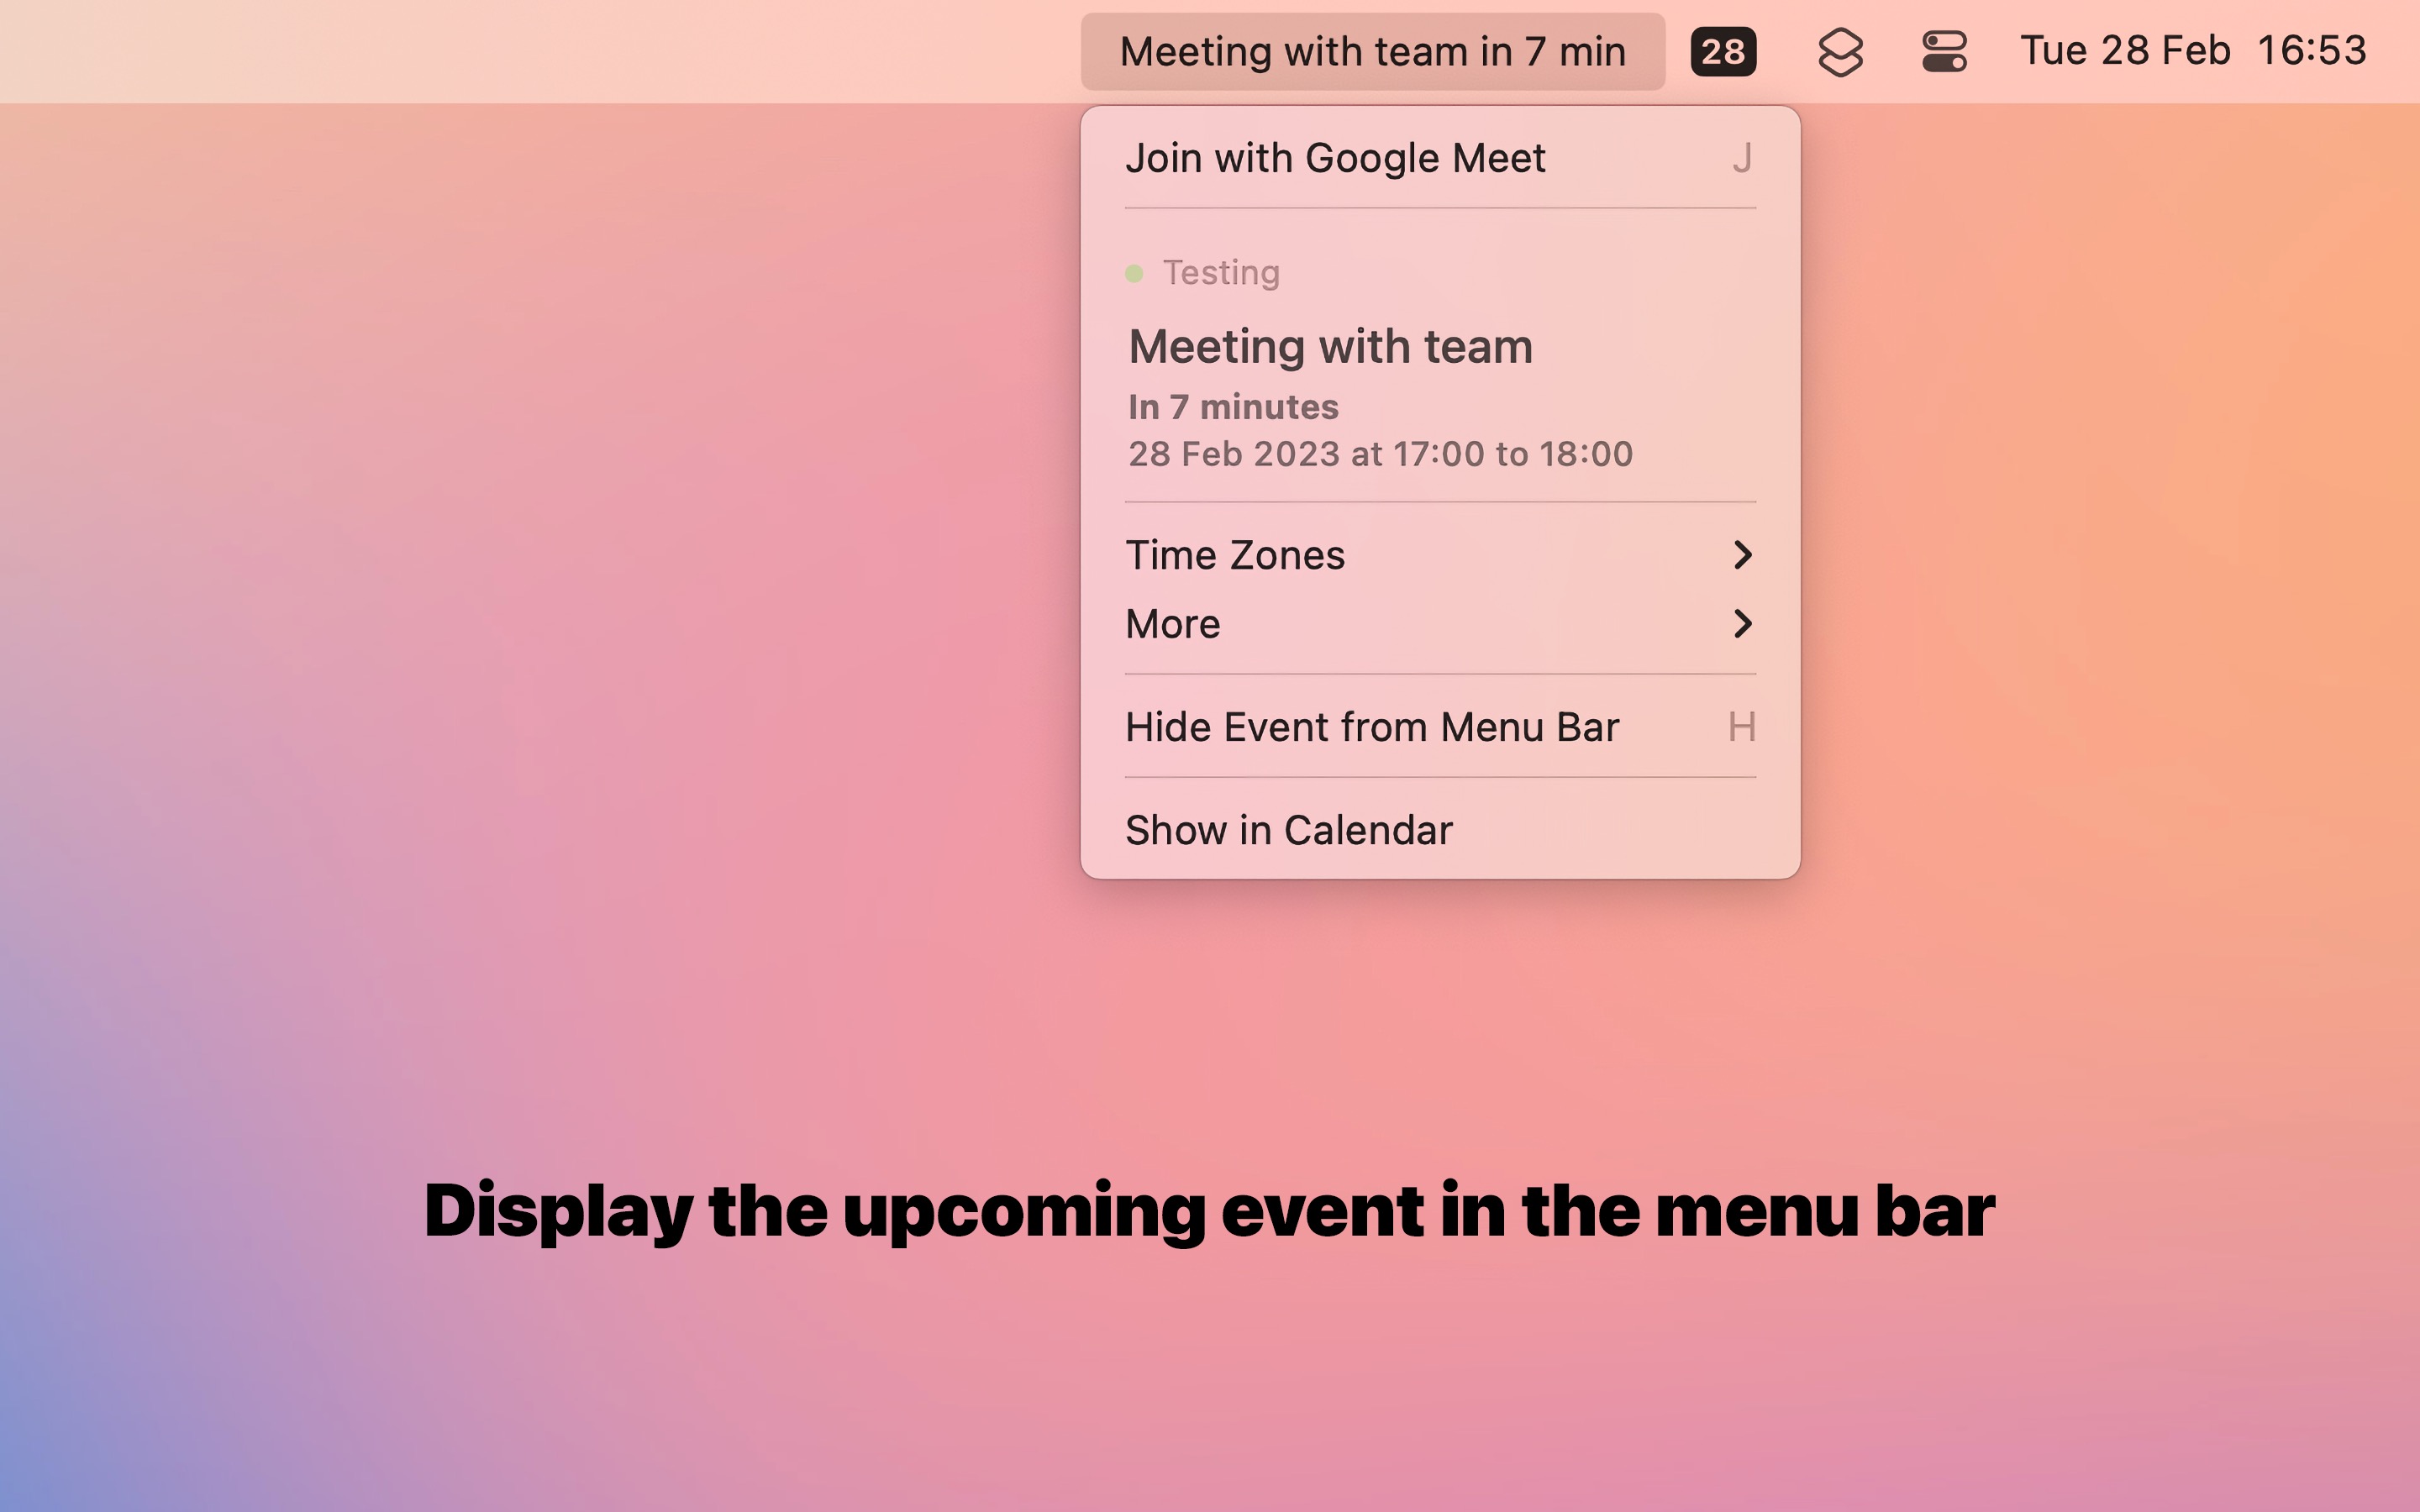 Meeting with team in 7 min 28 Tue 28 Feb 16:53
Join with Google Meet J
Testing
Meeting with team
In 7 minutes
28 Feb 2023 at 17:00 to 18:00
Time Zones
More
Hide Event from Menu Bar H
Show in Calendar
Display the upcoming event in the menu bar